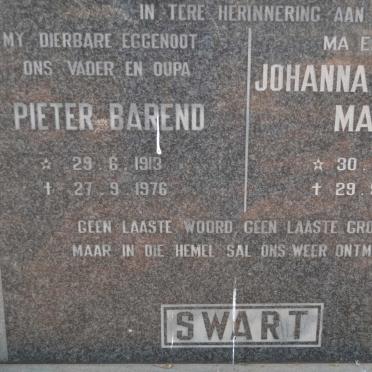 IN TERE HERINNERING AAN
MY DIERBARE EGGENOOT
ONS VADER EN OUPA
PIETER BAREND
☆ 29.6.1913
† 27.9.1976
MA E
JOHANNA
MA
☆ 30.
† 29.
GEEN LAASTE WOORD, GEEN LAASTE GRO
MAAR IN DIE HEMEL SAL ONS WEER ONTM
SWART